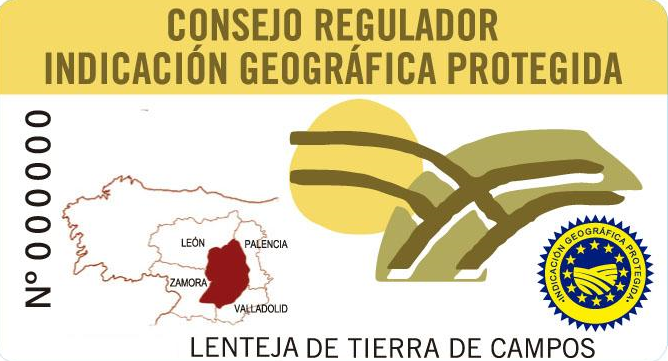 CONSEJO REGULADOR
INDICACIÓN GEOGRÁFICA PROTEGIDA
Nº 000000
LEÓN
PALENCIA
ZAMORA
VALLADOLID
INDICACIÓN GEOGRÁFICA PROTEGIDA
LENTEJA DE TIERRA DE CAMPOS